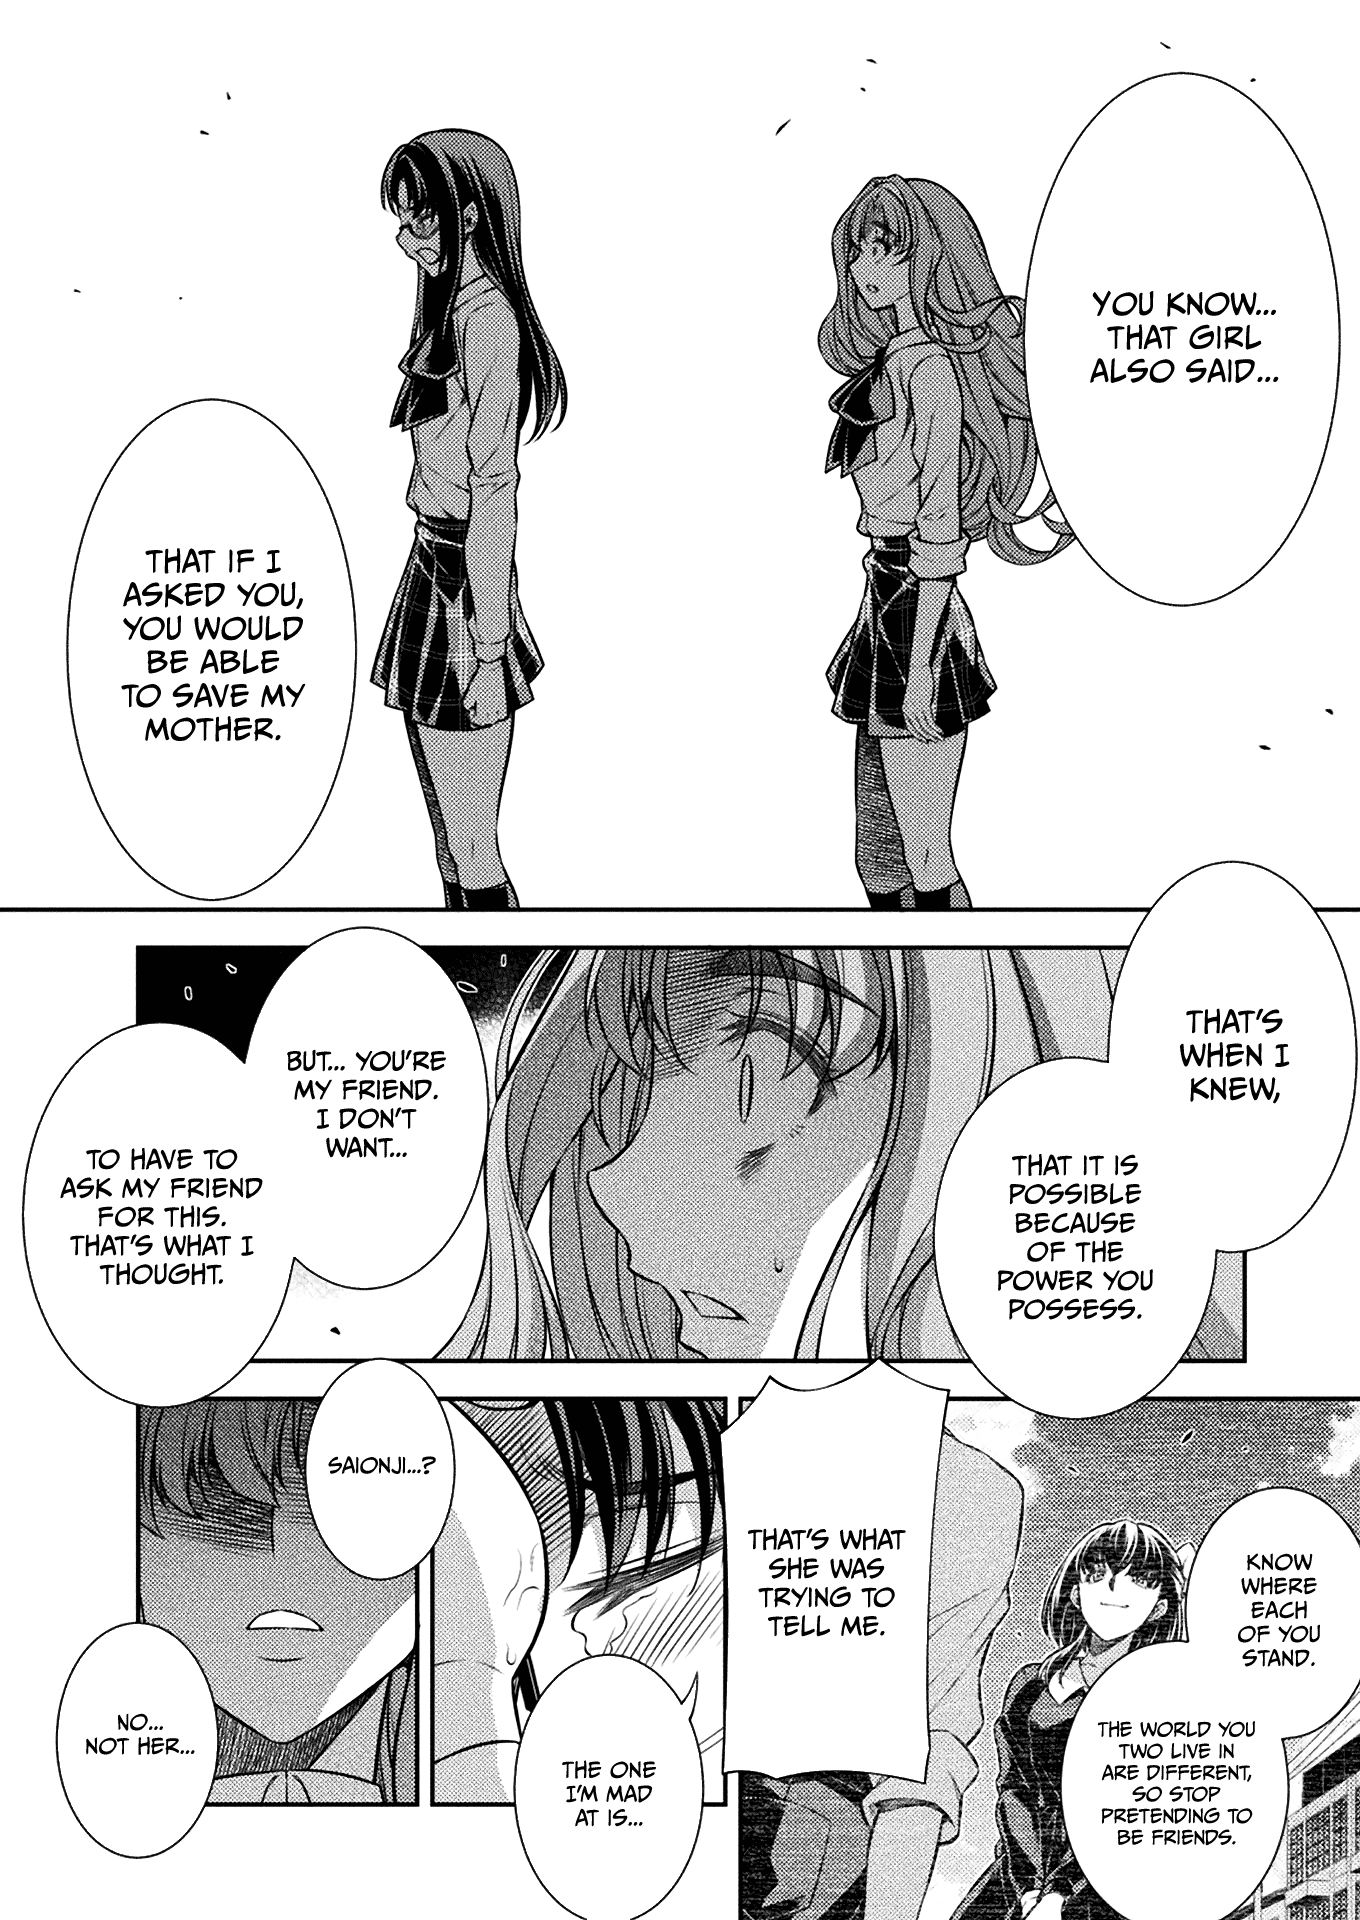 YOU KNOW...
THAT GIRL
ALSO SAID...
THAT IF I
ASKED YOU,
YOU WOULD
BE ABLE
TO SAVE MY
MOTHER.
THAT'S
WHEN I
KNEW,
THAT IT IS
POSSIBLE
BECAUSE
OF THE
POWER YOU
POSSESS.
BUT... YOU'RE
MY FRIEND.
I DON'T
WANT...
TO HAVE TO
ASK MY FRIEND
FOR THIS.
THAT'S WHAT I
THOUGHT.
KNOW
WHERE
EACH
OF YOU
STAND.
THE WORLD YOU
TWO LIVE IN
ARE DIFFERENT,
SO STOP
PRETENDING TO
BE FRIENDS.
THAT'S WHAT
SHE WAS
TRYING TO
TELL ME.
THE ONE
I'M MAD
AT IS...
SAIONJI...?
NO...
NOT HER...